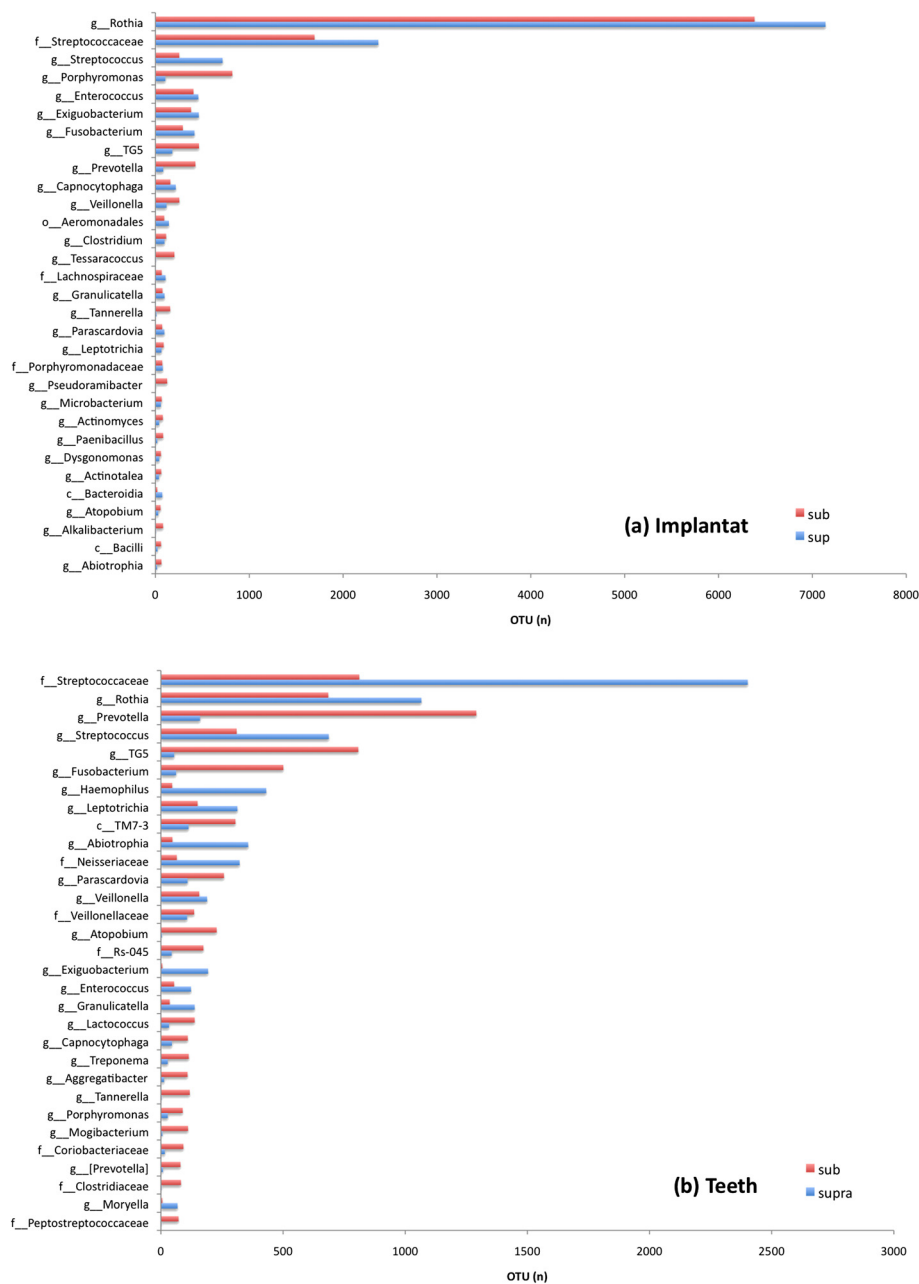 g__Rothia
f__Streptococcaceae
g__Streptococcus
g__Porphyromonas
g__Enterococcus
g__Exiguobacterium
g__Fusobacterium
g__TG5
g__Prevotella
g__Capnocytophaga
g__Veillonella
o__Aeromonadales
g__Clostridium
g__Tessaracoccus
f__Lachnospiraceae
g__Granulicatella
g__Tannerella
g__Parascardovia
g__Leptotrichia
f__Porphyromonadaceae
g__Pseudoramibacter
g__Microbacterium
g__Actinomyces
g__Paenibacillus
g__Dysgonomonas
g__Actinotalea
c__Bacteroidia
g__Atopobium
g__Alkalibacterium
c__Bacilli
g__Abiotrophia
(a) Implantat
sub
sup
0 1000 2000 3000 4000 5000 6000 7000 8000
OTU (n)
f__Streptococcaceae
g__Rothia
g__Prevotella
g__Streptococcus
g__TG5
g__Fusobacterium
g__Haemophilus
g__Leptotrichia
c__TM7-3
g__Abiotrophia
f__Neisseriaceae
g__Parascardovia
g__Veillonella
f__Veillonellaceae
g__Atopobium
f__Rs-045
g__Exiguobacterium
g__Enterococcus
g__Granulicatella
g__Lactococcus
g__Capnocytophaga
g__Treponema
g__Aggregatibacter
g__Tannerella
g__Porphyromonas
g__Mogibacterium
f__Coriobacteriaceae
g__[Prevotella]
f__Clostridiaceae
g__Moryella
f__Peptostreptococcaceae
(b) Teeth
sub
supra
0 500 1000 1500 2000 2500 3000
OTU (n)